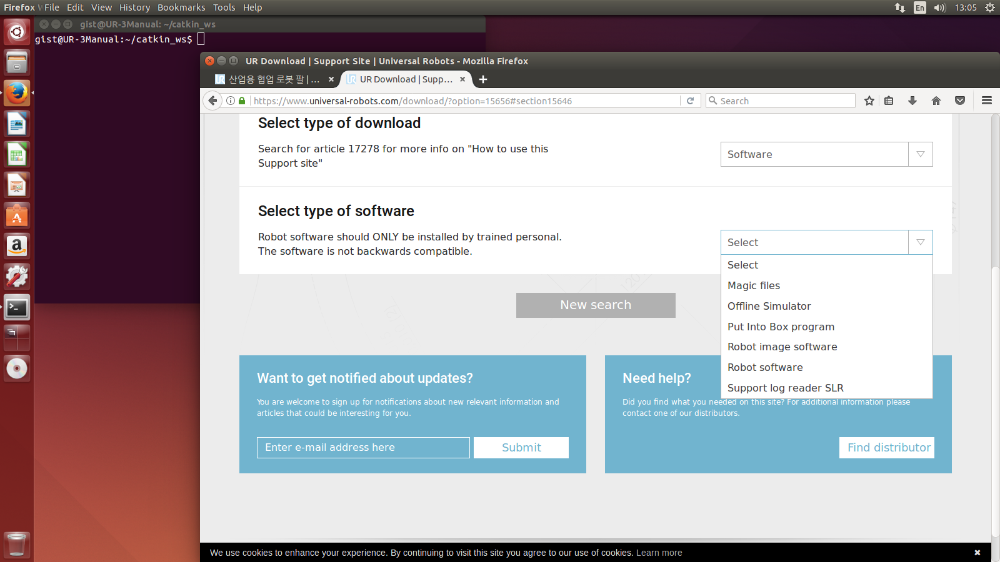 Firefox
File Edit View History Bookmarks Tools Help
En
13:05
gist@UR-3Manual: ~/catkin_ws
gist@UR-3Manual:~/catkin_ws$
UR Download | Support Site | Universal Robots - Mozilla Firefox
산업용 협업 로봇 팔 | ...
UR Download | Supp...
https://www.universal-robots.com/download/?option=15656#section15646
Search
Select type of download
Search for article 17278 for more info on "How to use this
Support site"
Software
Select type of software
Robot software should ONLY be installed by trained personal.
The software is not backwards compatible.
Select
Select
Magic files
Offline Simulator
Put Into Box program
Robot image software
Robot software
Support log reader SLR
New search
Want to get notified about updates?
You are welcome to sign up for notifications about new relevant information and
articles that could be interesting for you.
Enter e-mail address here
Submit
Need help?
Did you find what you needed on this site? For additional information please
contact one of our distributors.
Find distributor
We use cookies to enhance your experience. By continuing to visit this site you agree to our use of cookies. Learn more